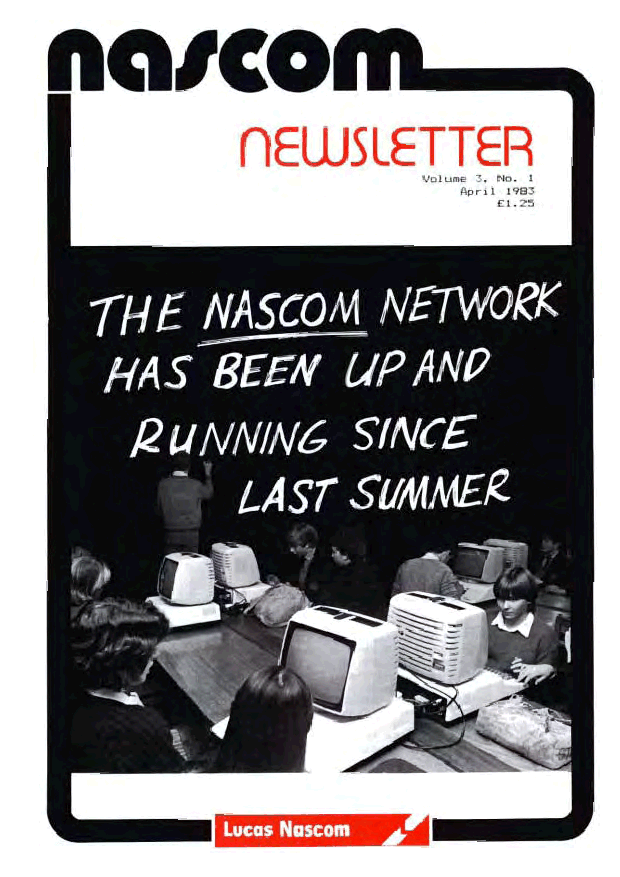 nascom
NEWSLETTER
Volume 3, No. 1
April 1983
£1.25
THE NASCOM NETWORK
HAS BEEN UP AND
RUNNING SINCE
LAST SUMMER
Lucas Nascom